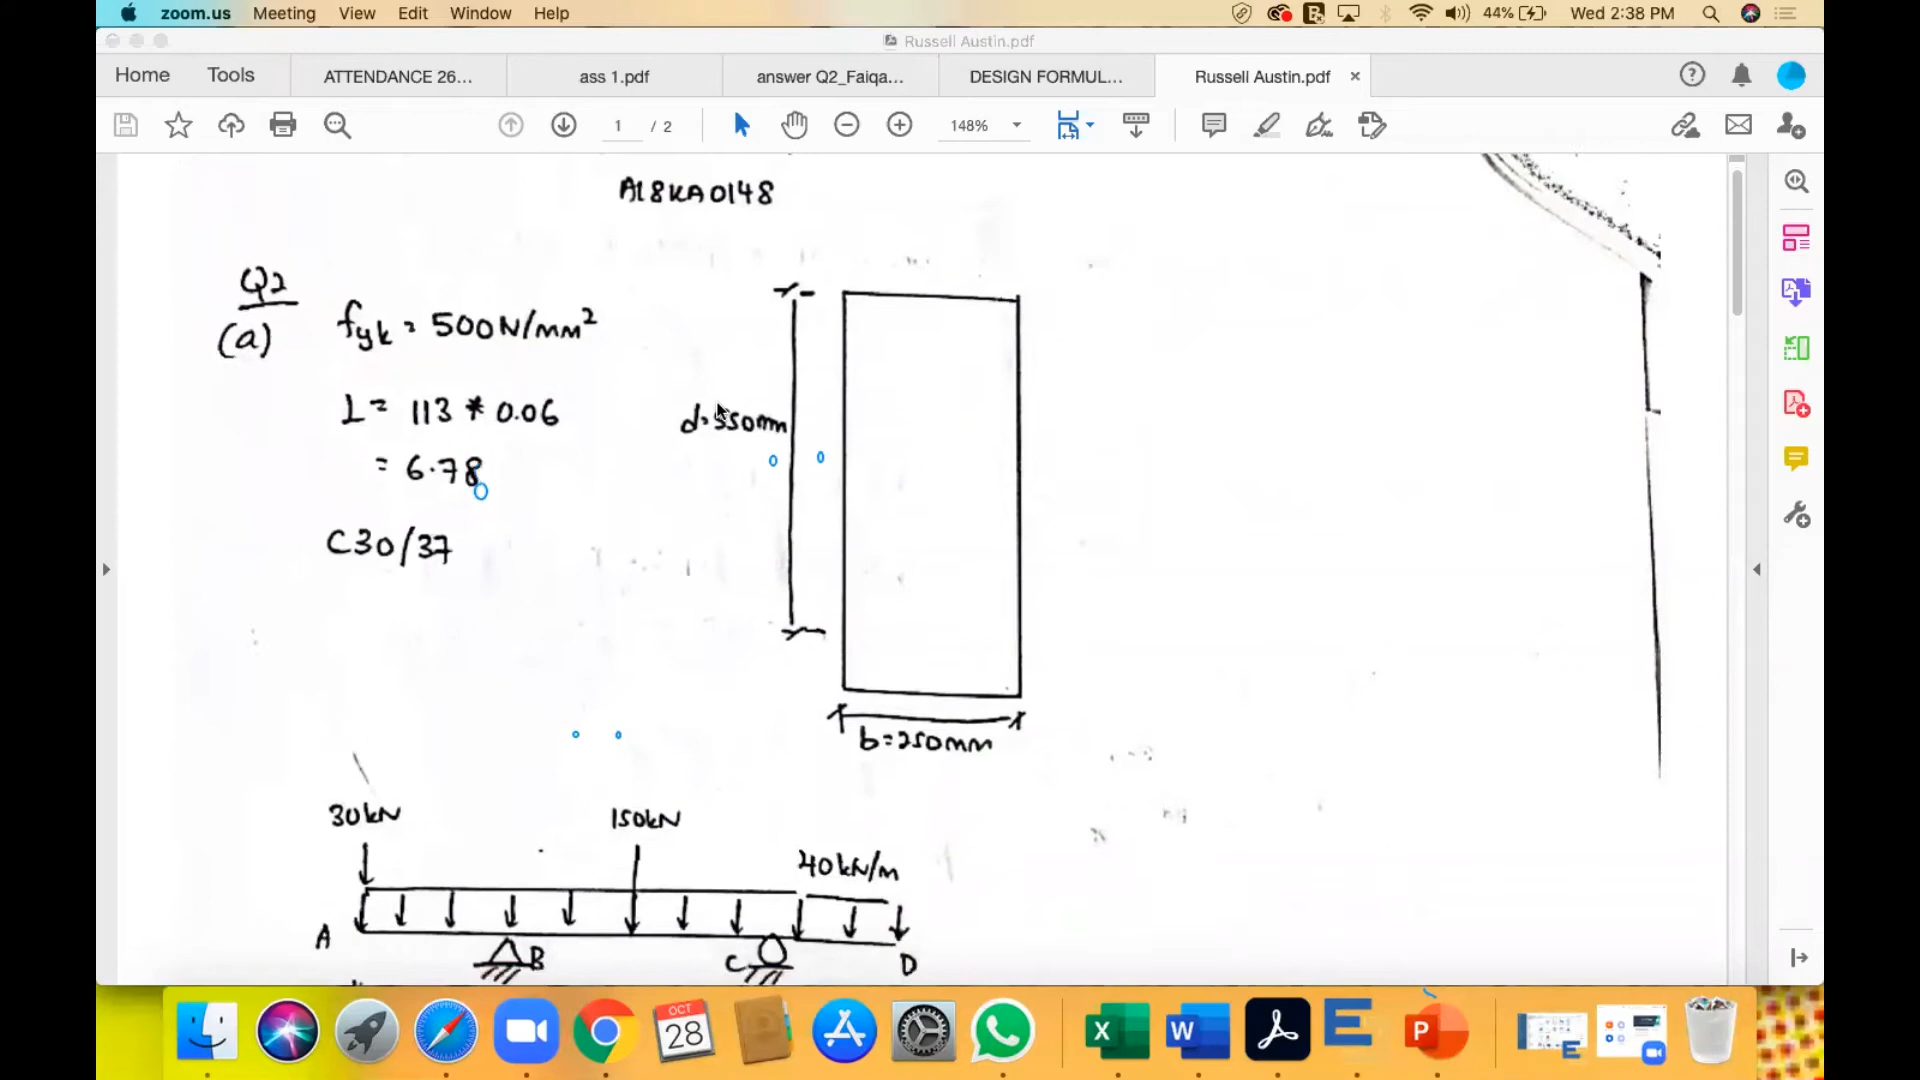 zoom.us Meeting View Edit Window Help 44% Wed 2:38 PM
Russell Austin.pdf
Home Tools ATTENDANCE 26... ass 1.pdf answer Q2_Faiqa... DESIGN FORMUL... Russell Austin.pdf ×
1 / 2 148%
A18KA0148
Q2
(a) fyk = 500N/mm²
L = 113 * 0.06
= 6.78
C30/37
d=550mm
b=250mm
30kN 150kN
40kN/m
A B C D
OCT
28
X W E P